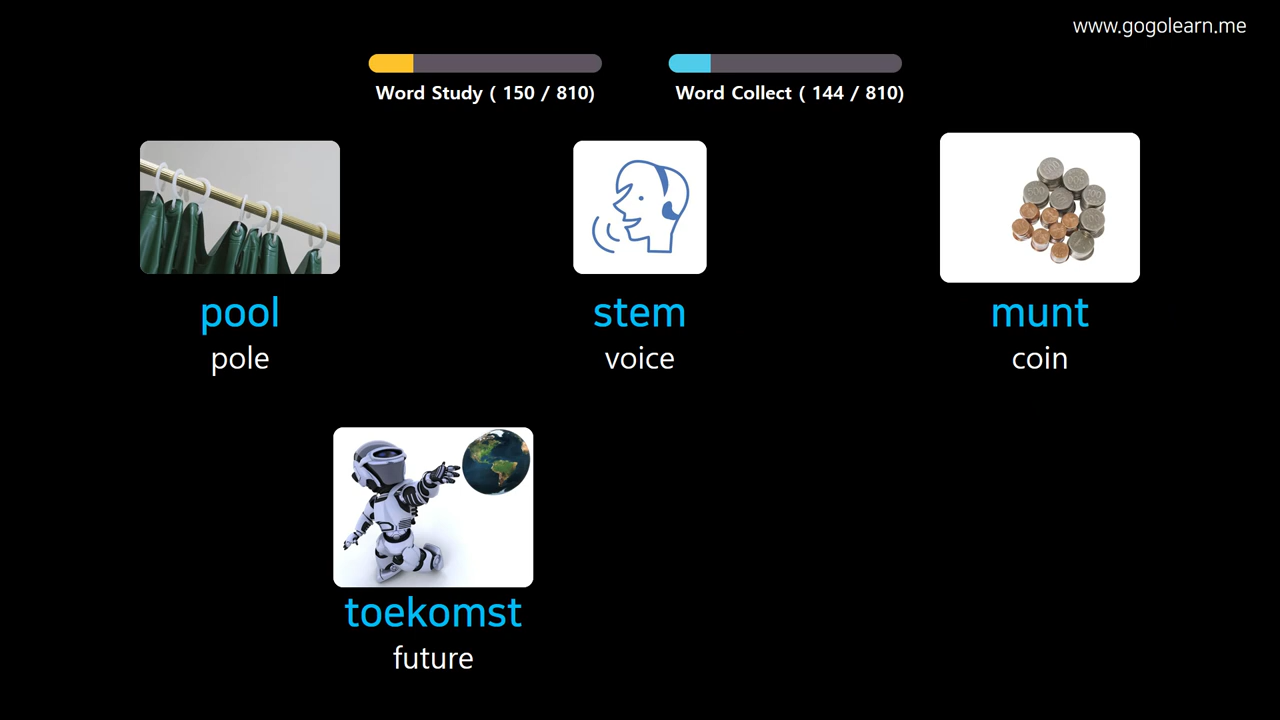 www.gogolearn.me
Word Study ( 150 / 810)
Word Collect ( 144 / 810)
pool
pole
stem
voice
munt
coin
toekomst
future